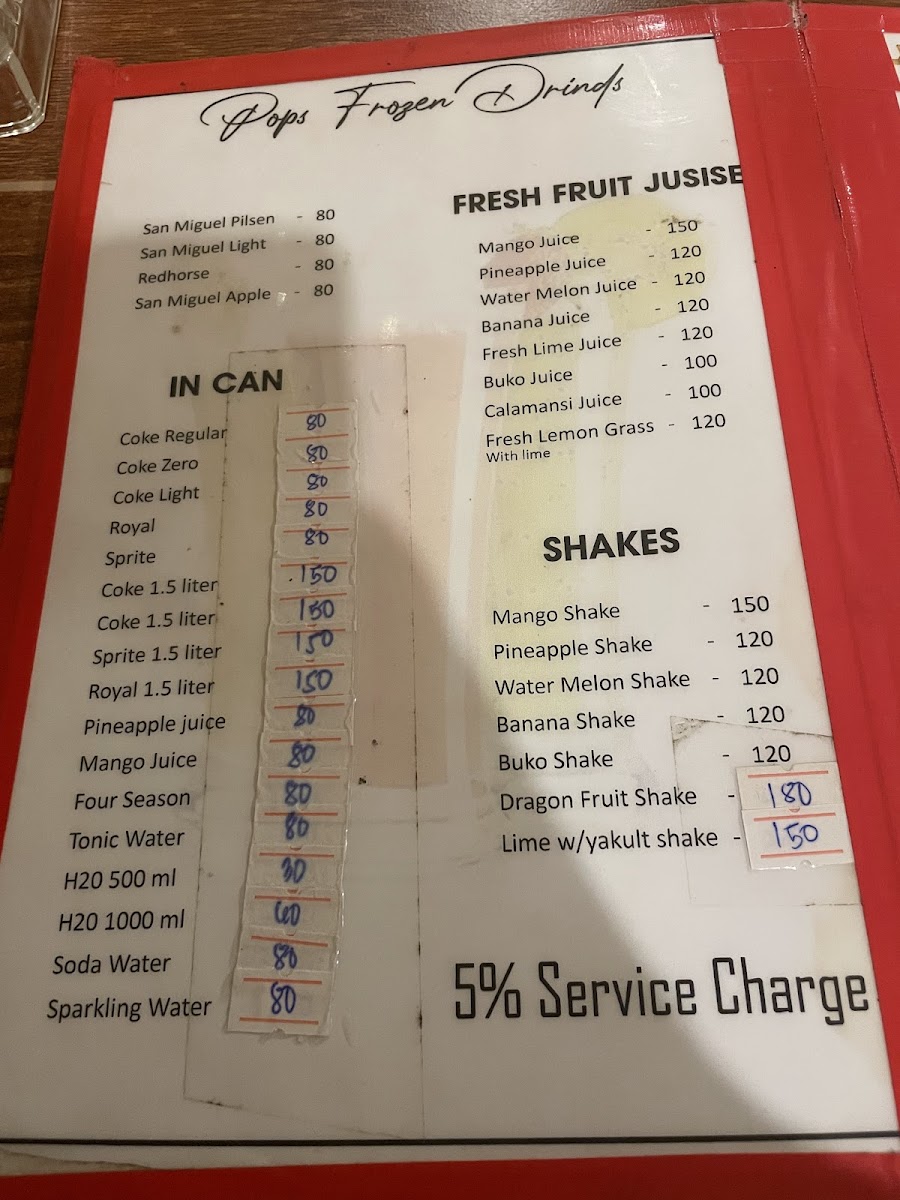 Pops Frozen Drinds
San Miguel Pilsen - 80
San Miguel Light - 80
Redhorse - 80
San Miguel Apple - 80
IN CAN
Coke Regular 80
Coke Zero 80
Coke Light 80
Royal 80
Sprite 80
Coke 1.5 liter 150
Coke 1.5 liter 150
Sprite 1.5 liter 150
Royal 1.5 liter 150
Pineapple juice 80
Mango Juice 80
Four Season 80
Tonic Water 80
H20 500 ml 30
H20 1000 ml 60
Soda Water 80
Sparkling Water 80
FRESH FRUIT JUSISE
Mango Juice - 150
Pineapple Juice - 120
Water Melon Juice - 120
Banana Juice - 120
Fresh Lime Juice - 120
Buko Juice - 100
Calamansi Juice - 100
Fresh Lemon Grass - 120
With lime
SHAKES
Mango Shake - 150
Pineapple Shake - 120
Water Melon Shake - 120
Banana Shake - 120
Buko Shake - 120
Dragon Fruit Shake - 180
Lime w/yakult shake - 150
5% Service Charge